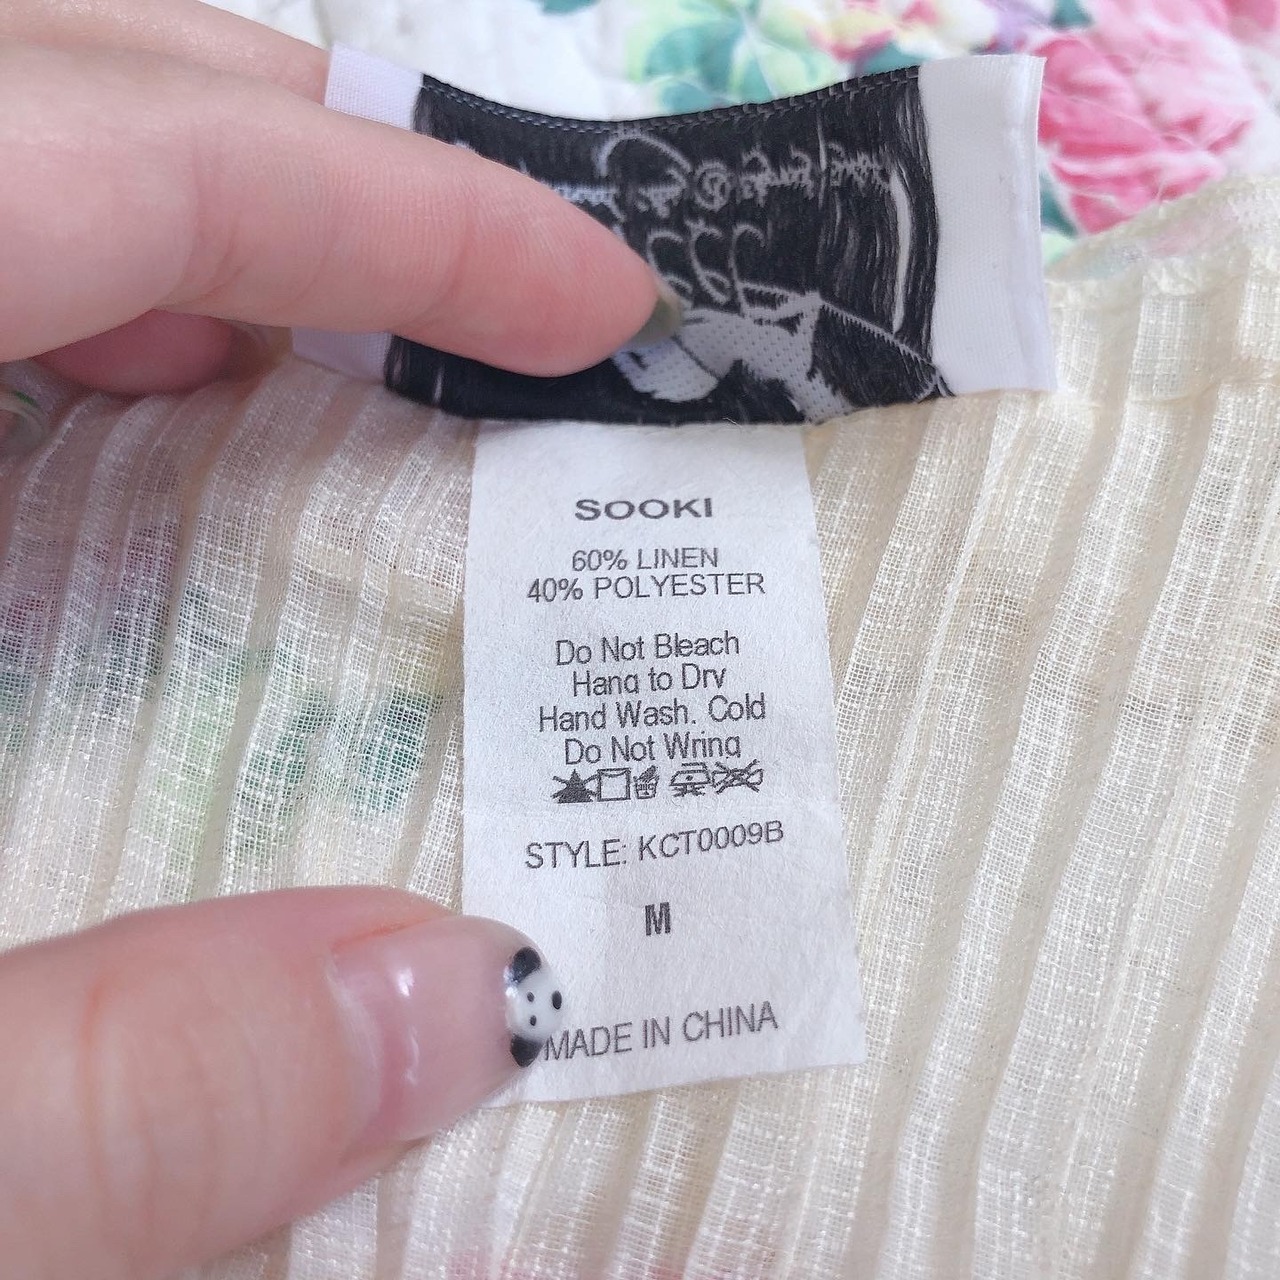 SOOKI
60% LINEN
40% POLYESTER
Do Not Bleach
Hang to Dry
Hand Wash. Cold
Do Not Wring
STYLE: KCT0009B
M
MADE IN CHINA